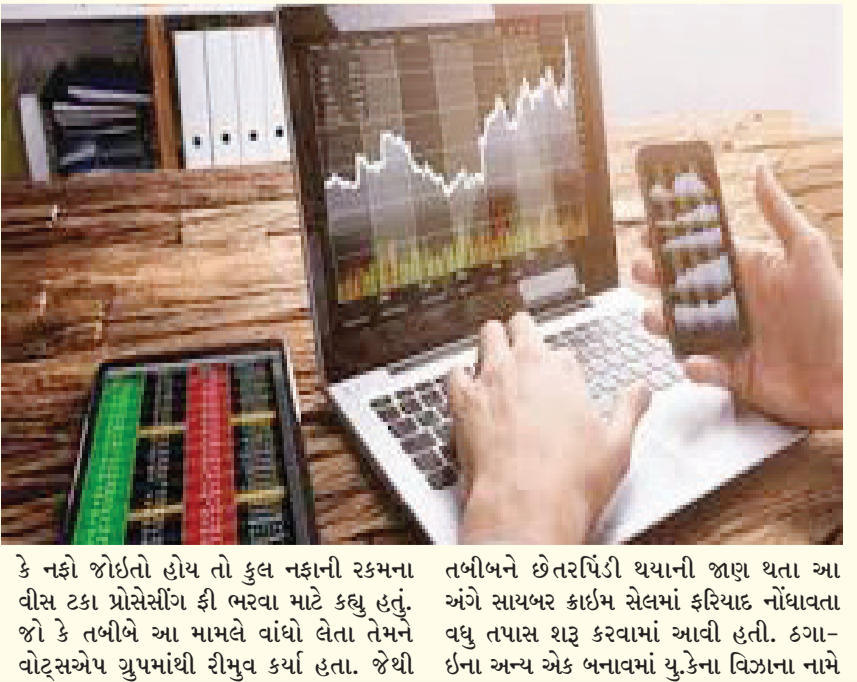 કે નફો જોઇતો હોય તો કુલ નફાની રકમના
વીસ ટકા પ્રોસેસીંગ ફી ભરવા માટે કહ્યુ હતું.
જો કે તબીબે આ મામલે વાંધો લેતા તેમને
વોટ્સએપ ગ્રુપમાંથી રીમુવ કર્યા હતા. જેથી
તબીબને છેતરપિંડી થયાની જાણ થતા આ
અંગે સાયબર ક્રાઇમ સેલમાં ફરિયાદ નોંધાવતા
વધુ તપાસ શરૂ કરવામાં આવી હતી. ઠગા-
ઇના અન્ય એક બનાવમાં યુ.કેના વિઝાના નામે